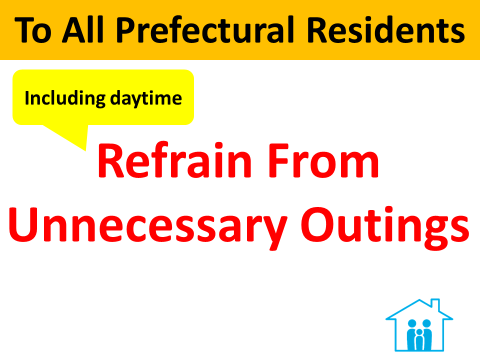 To All Prefectural Residents
Including daytime
Refrain From
Unnecessary Outings